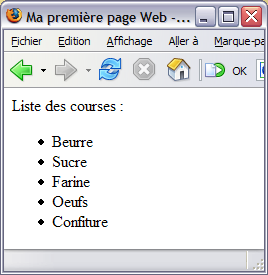 Ma première page Web -...
Fichier Edition Affichage Aller à Marque-pa
OK
Liste des courses :
Beurre
Sucre
Farine
Oeufs
Confiture